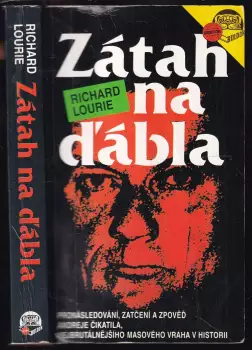 RICHARD
LOURIE
Zátah na ďábla
Zátah
na
ďábla
RICHARD
LOURIE
PRONÁSLEDOVÁNÍ, ZATČENÍ A ZPOVĚĎ
ANDREJE ČIKATILA,
NEJBRUTÁLNĚJŠÍHO MASOVÉHO VRAHA V HISTORII